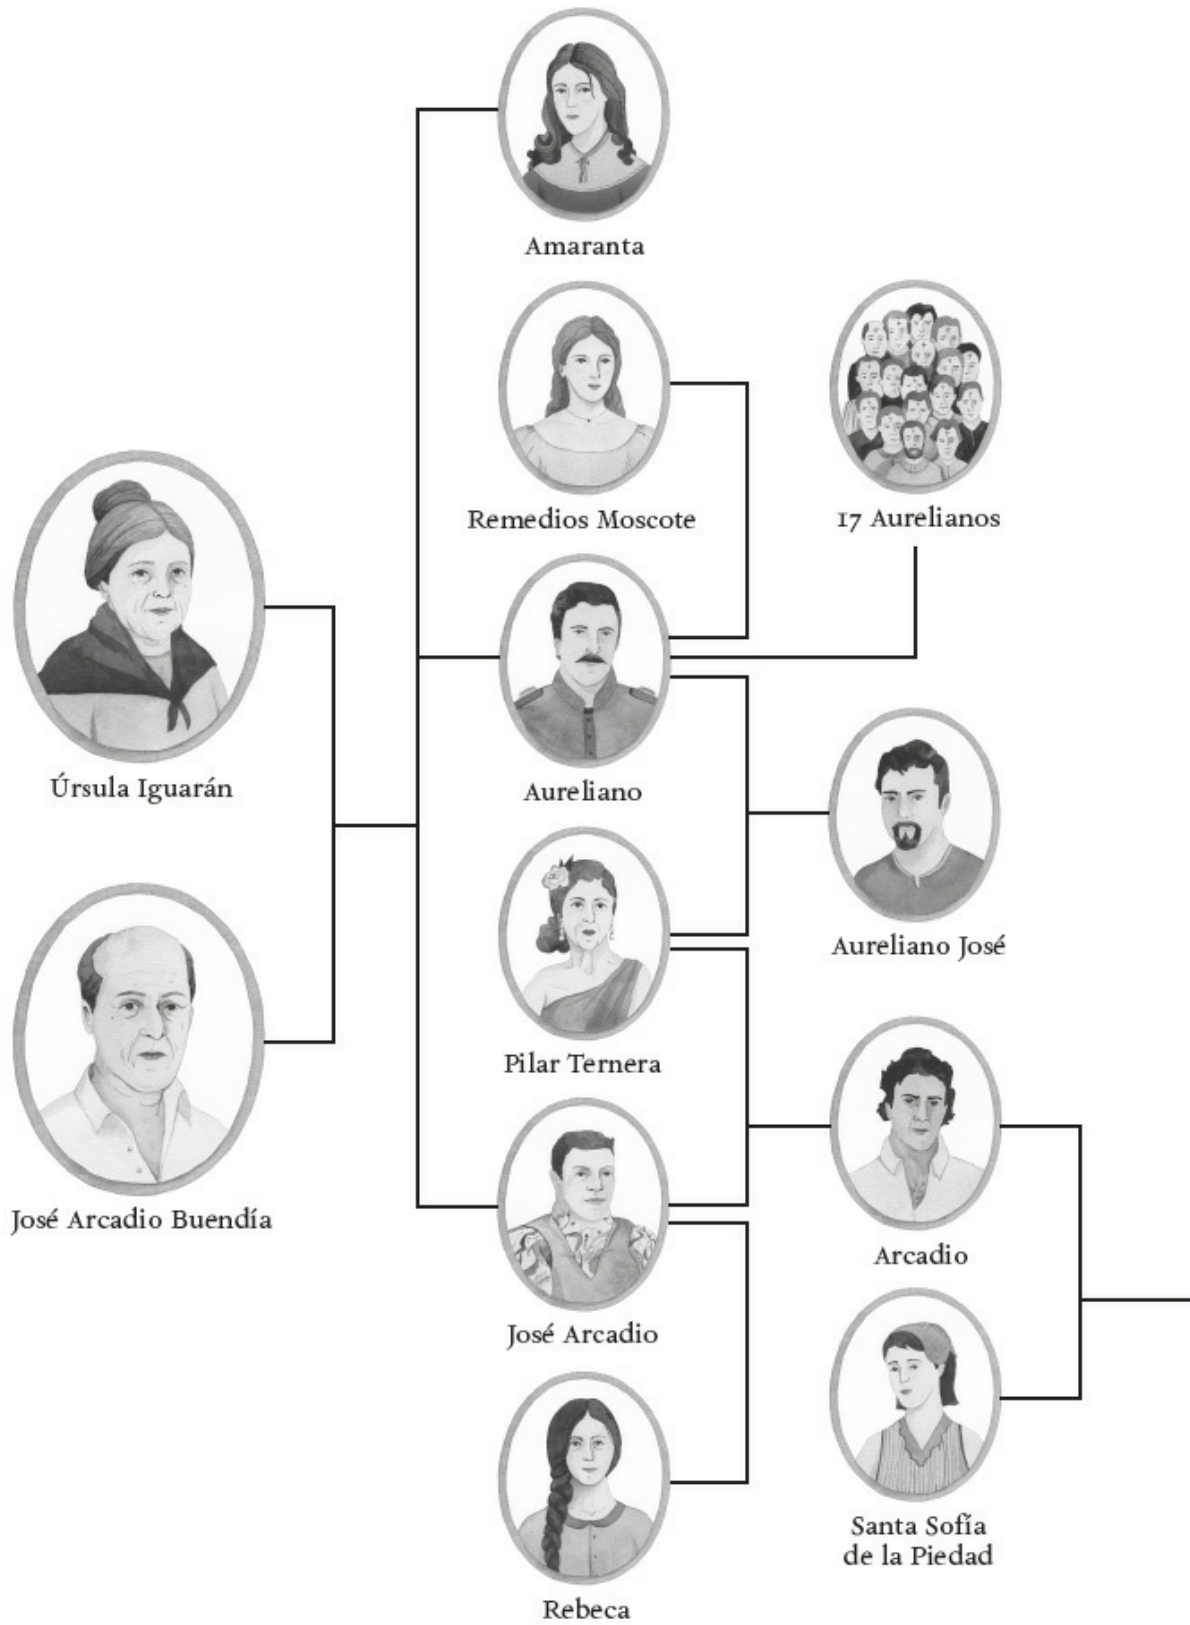 Amaranta
Remedios Moscote
17 Aurelianos
Úrsula Iguarán
Aureliano
Aureliano José
Pilar Ternera
José Arcadio Buendía
Arcadio
José Arcadio
Santa Sofía
de la Piedad
Rebeca